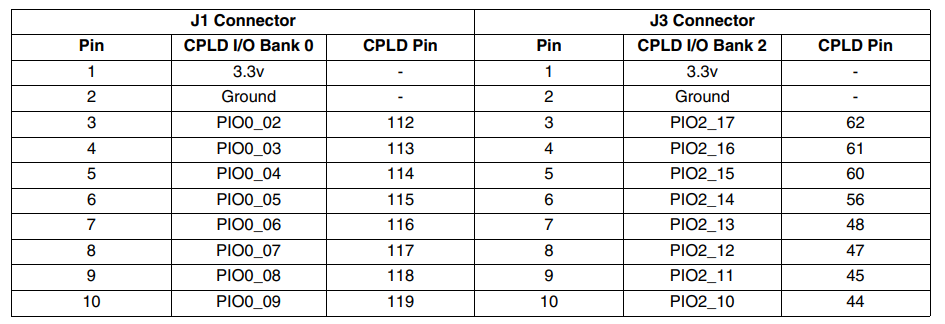 J1 Connector J3 Connector
Pin CPLD I/O Bank 0 CPLD Pin Pin CPLD I/O Bank 2 CPLD Pin
1 3.3v - 1 3.3v -
2 Ground - 2 Ground -
3 PIO0_02 112 3 PIO2_17 62
4 PIO0_03 113 4 PIO2_16 61
5 PIO0_04 114 5 PIO2_15 60
6 PIO0_05 115 6 PIO2_14 56
7 PIO0_06 116 7 PIO2_13 48
8 PIO0_07 117 8 PIO2_12 47
9 PIO0_08 118 9 PIO2_11 45
10 PIO0_09 119 10 PIO2_10 44